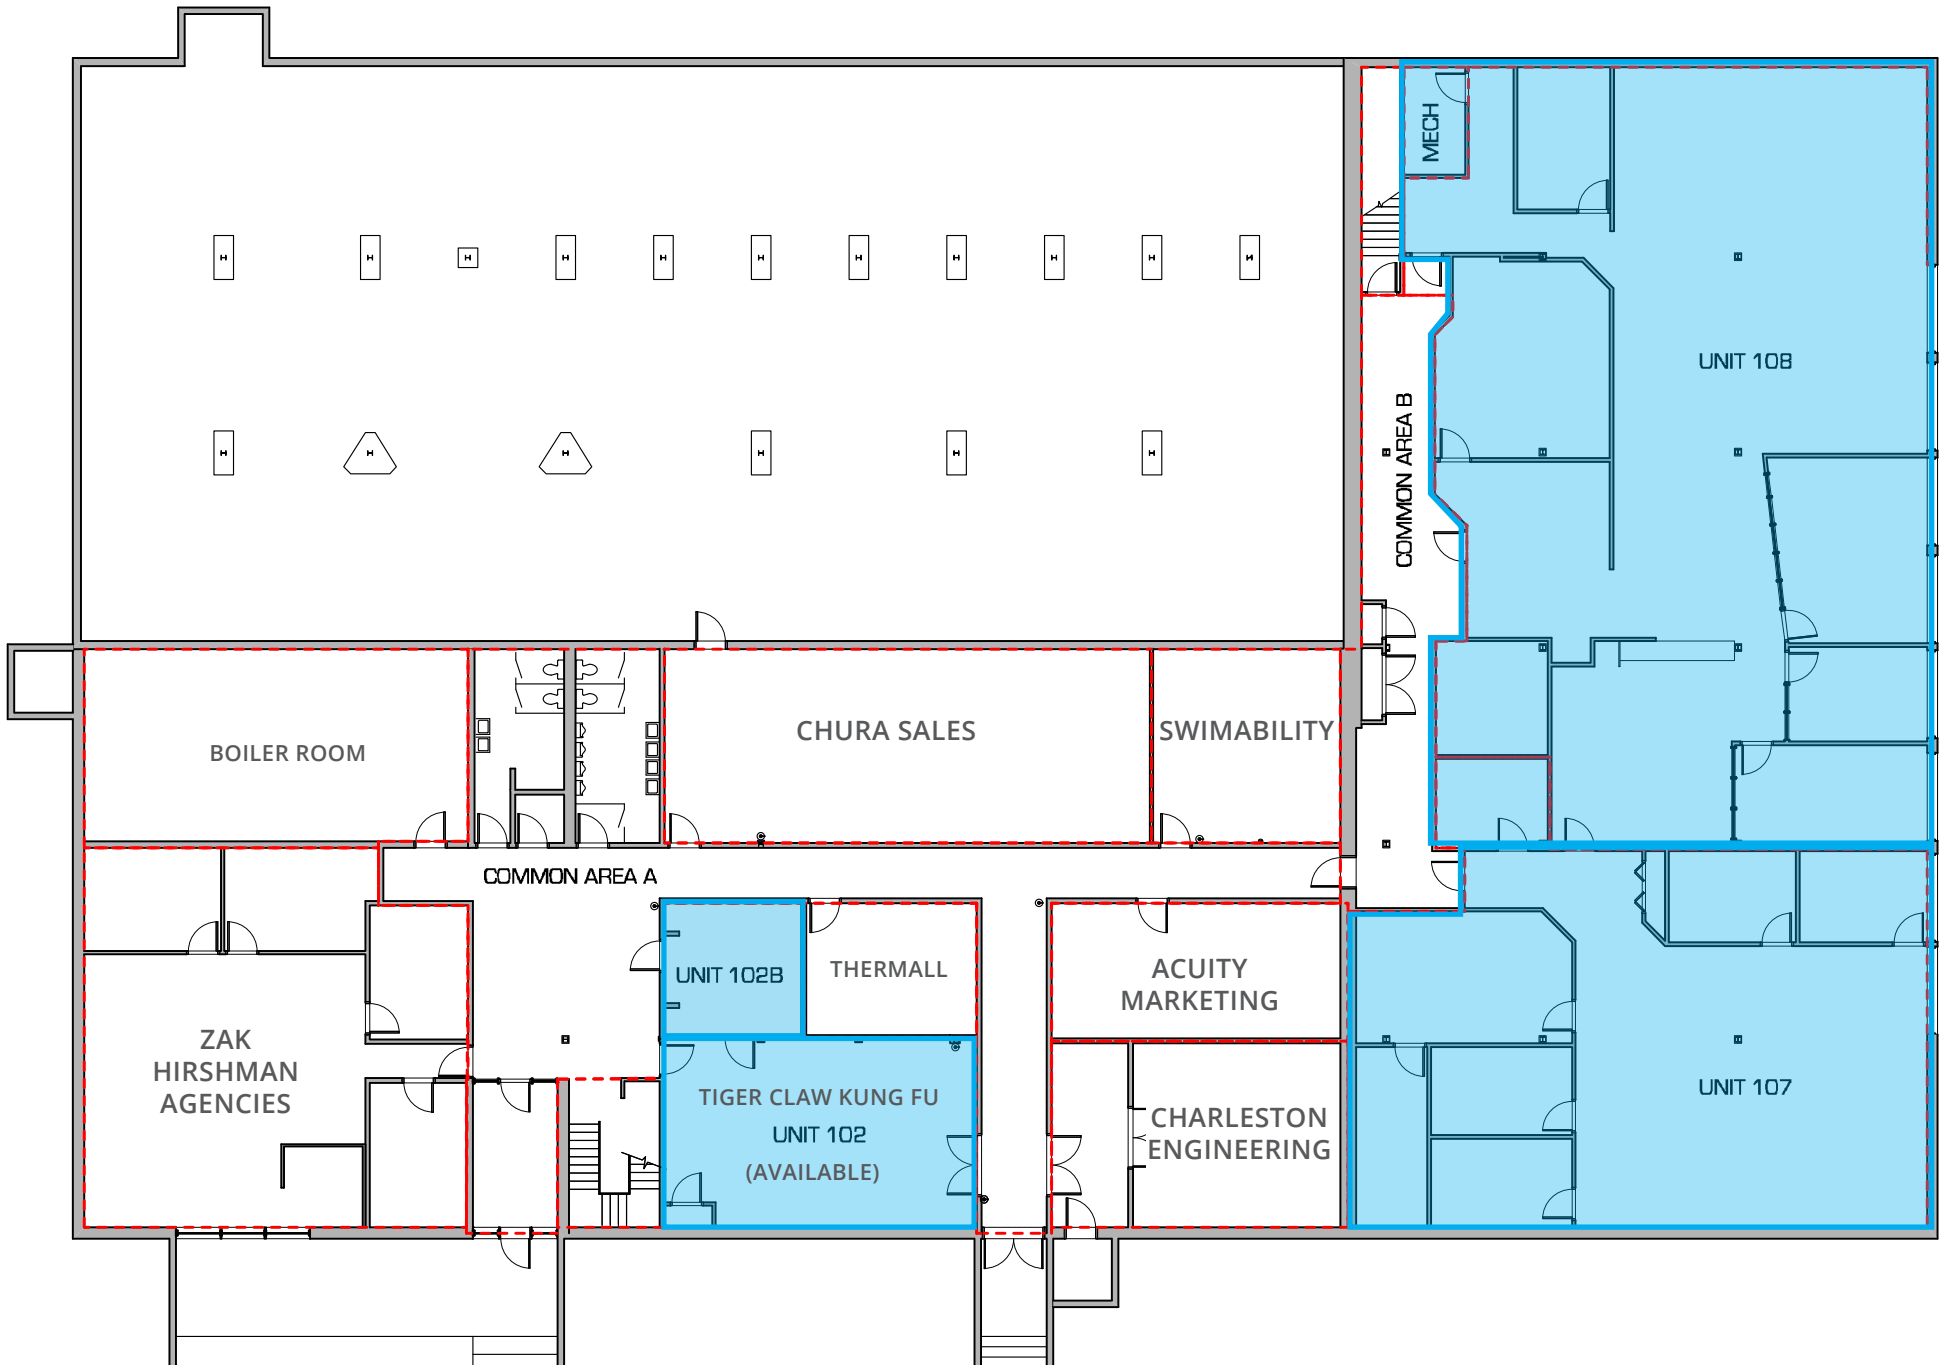 MECH
UNIT 108
COMMON AREA B
CHURA SALES
SWIMABILITY
BOILER ROOM
COMMON AREA A
UNIT 102B
THERMALL
ACUITY
MARKETING
ZAK
HIRSHMAN
AGENCIES
TIGER CLAW KUNG FU
UNIT 102
(AVAILABLE)
CHARLESTON
ENGINEERING
UNIT 107